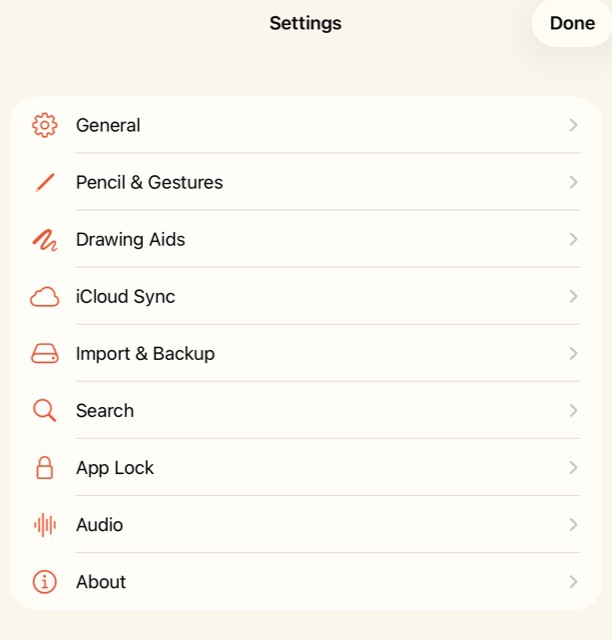 Settings
Done
General
Pencil & Gestures
Drawing Aids
iCloud Sync
Import & Backup
Search
App Lock
Audio
About